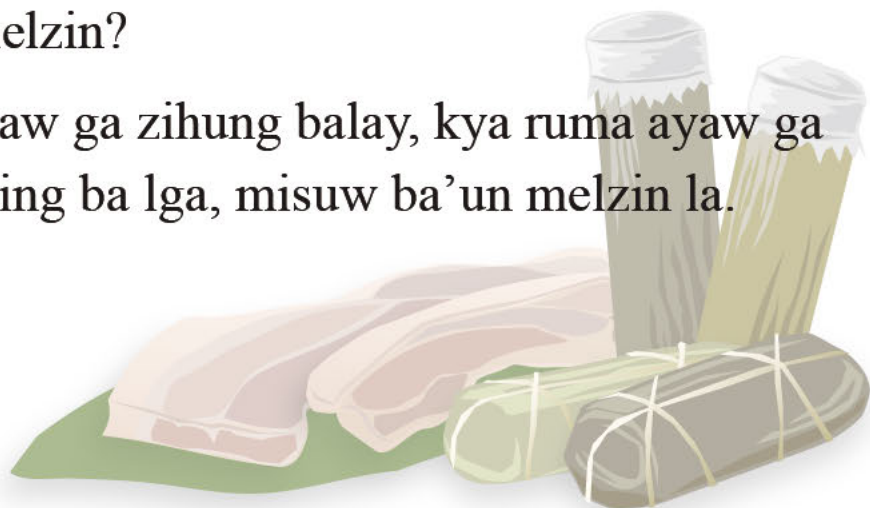 elzin?
aw ga zihung balay, kya ruma ayaw ga
ing ba lga, misuw ba’un melzin la.